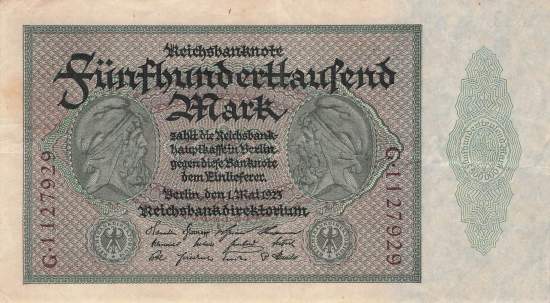 Reichsbanknote
Fünfhunderttausend
Mark
zahlt die Reichsbank-
hauptkasse in Berlin
gegen diese Banknote
dem Einlieferer.
Berlin, den 1. Mai 1923
Reichsbankdirektorium
G·1127929
G·1127929